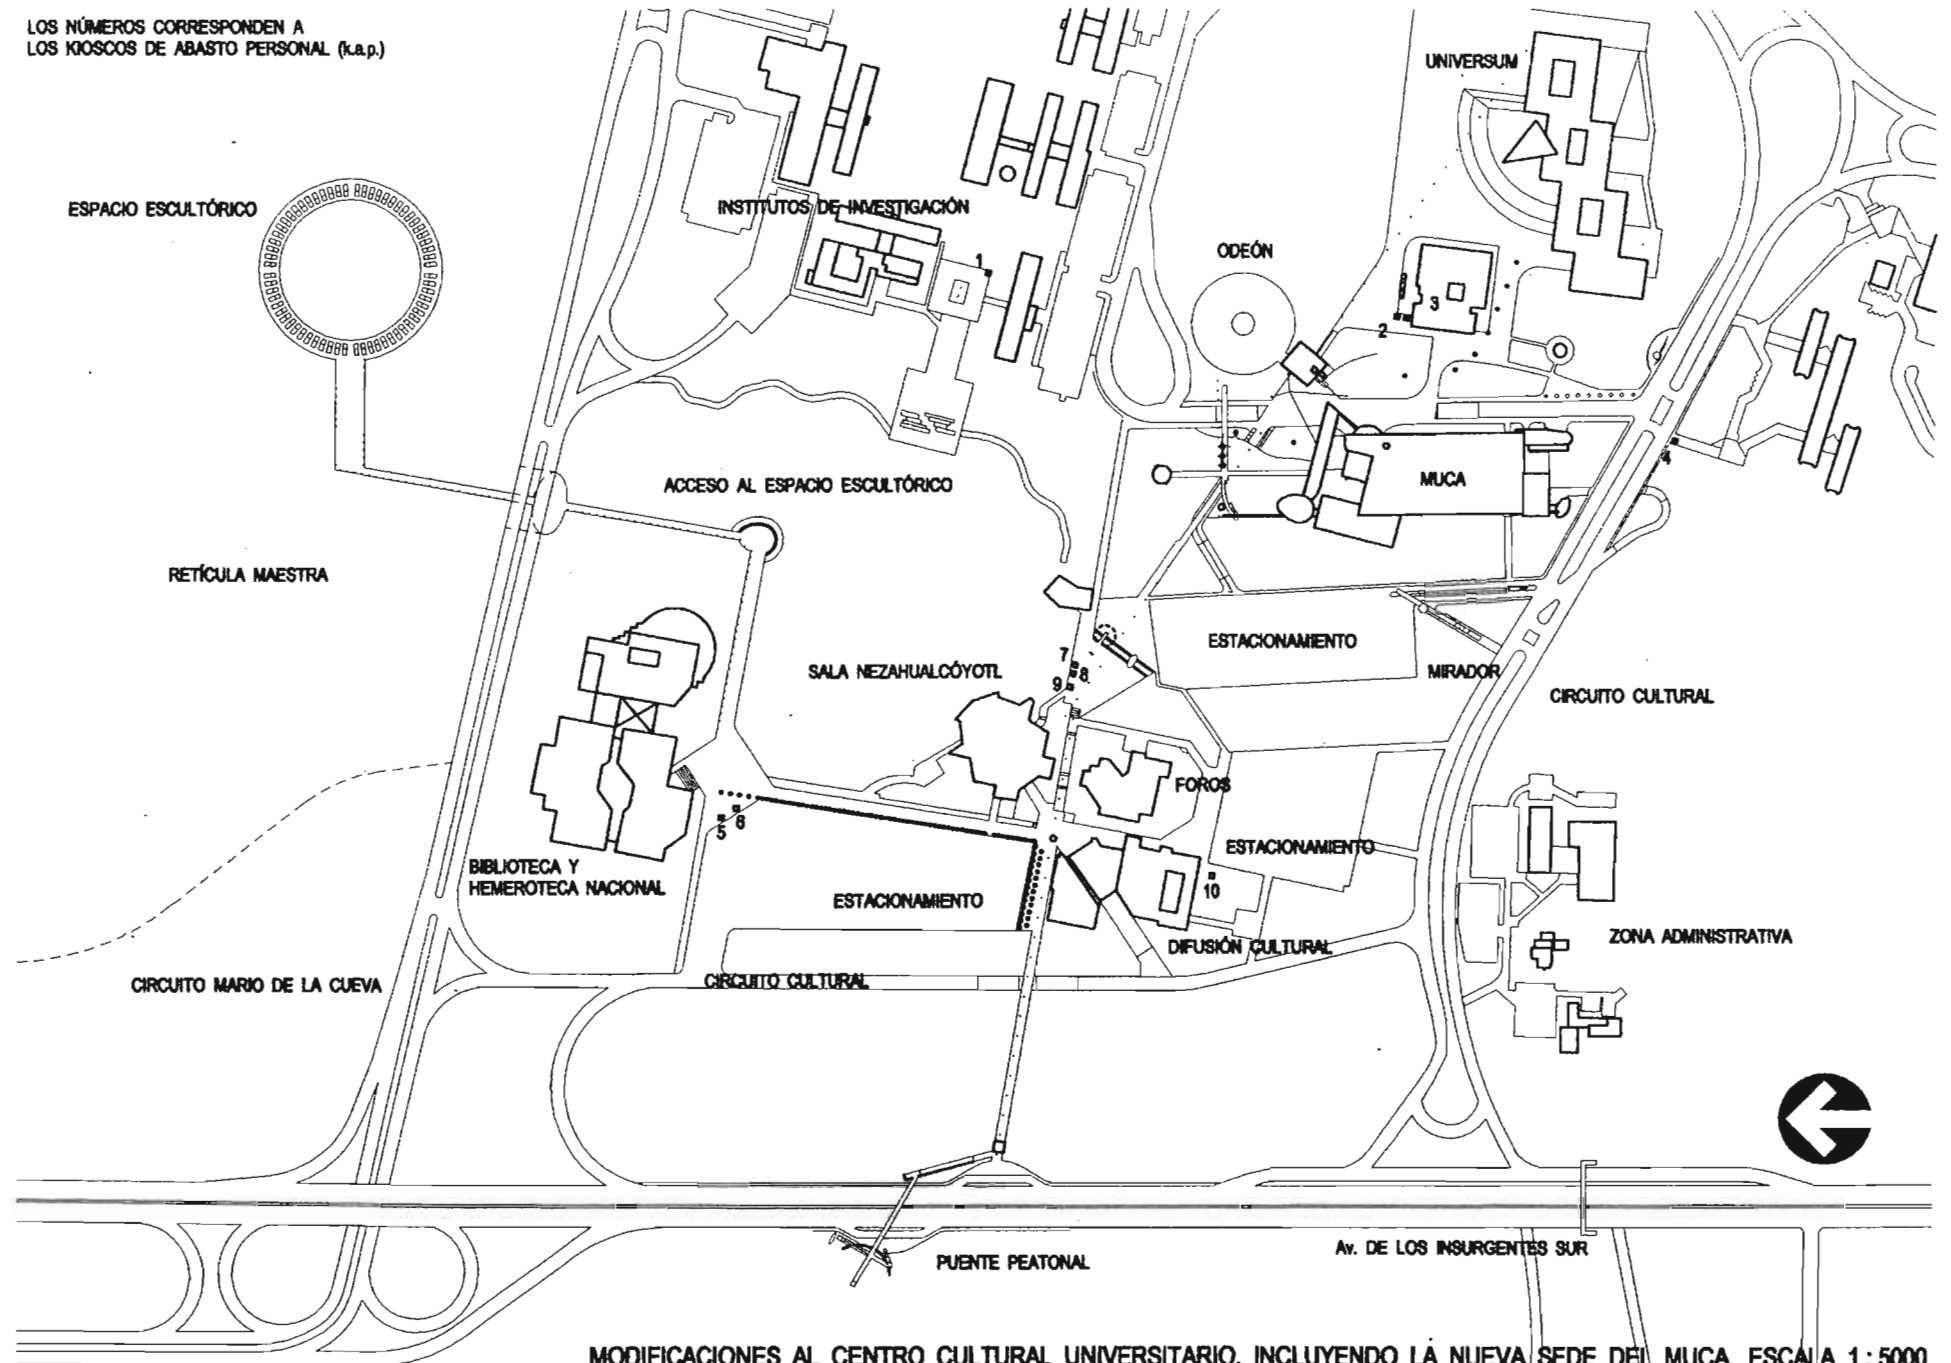 LOS NÚMEROS CORRESPONDEN A
LOS KIOSCOS DE ABASTO PERSONAL (k.a.p.)
UNIVERSUM
ESPACIO ESCULTÓRICO
INSTITUTOS DE INVESTIGACIÓN
ODEÓN
1
3
2
4
MUCA
ACCESO AL ESPACIO ESCULTÓRICO
RETÍCULA MAESTRA
ESTACIONAMIENTO
SALA NEZAHUALCÓYOTL
7
8
9
MIRADOR
CIRCUITO CULTURAL
FOROS
5
6
ESTACIONAMIENTO
BIBLIOTECA Y
HEMEROTECA NACIONAL
ESTACIONAMIENTO
10
DIFUSIÓN CULTURAL
ZONA ADMINISTRATIVA
CIRCUITO MARIO DE LA CUEVA
CIRCUITO CULTURAL
PUENTE PEATONAL
Av. DE LOS INSURGENTES SUR
MODIFICACIONES AL CENTRO CULTURAL UNIVERSITARIO, INCLUYENDO LA NUEVA SEDE DEL MUCA ESCALA 1 : 5000